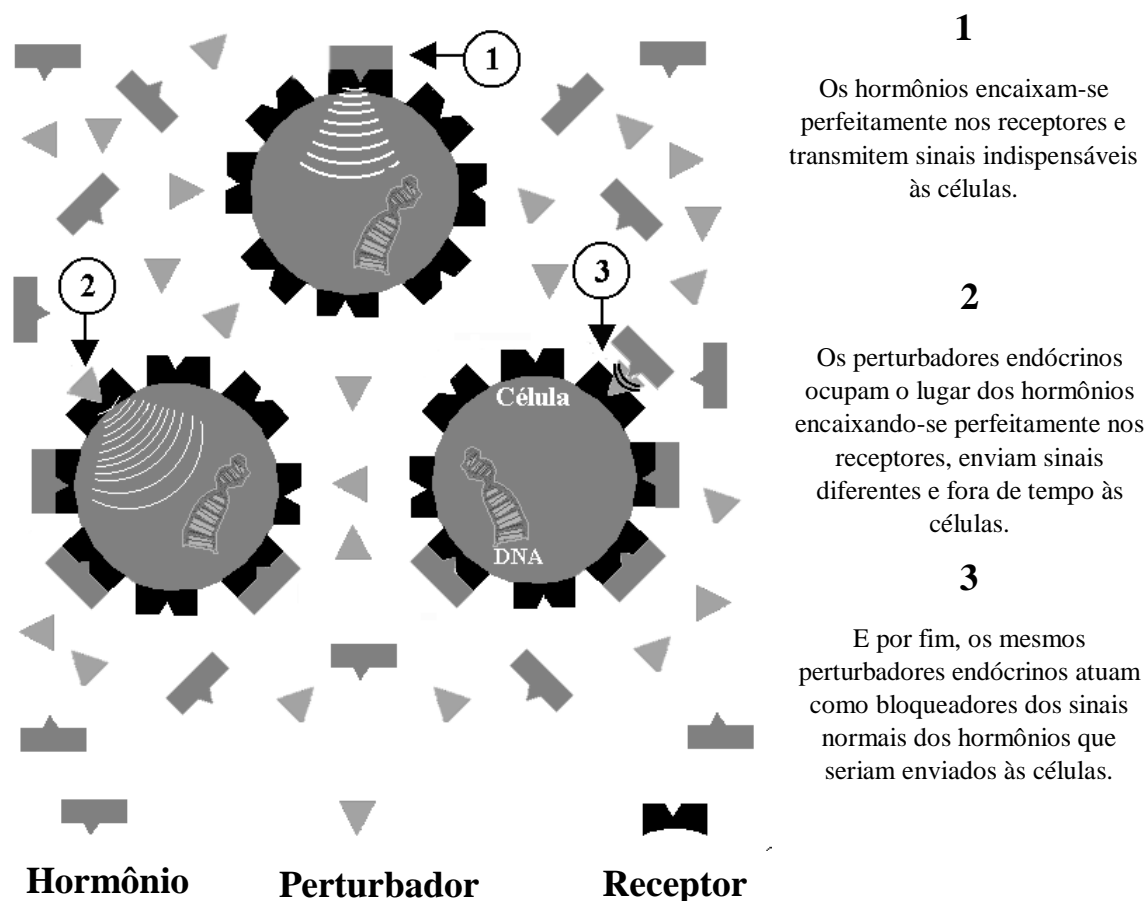 1
Os hormônios encaixam-se
perfeitamente nos receptores e
transmitem sinais indispensáveis
às células.
2
Os perturbadores endócrinos
ocupam o lugar dos hormônios
encaixando-se perfeitamente nos
receptores, enviam sinais
diferentes e fora de tempo às
células.
3
E por fim, os mesmos
perturbadores endócrinos atuam
como bloqueadores dos sinais
normais dos hormônios que
seriam enviados às células.
1
2
3
Célula
DNA
Hormônio Perturbador Receptor